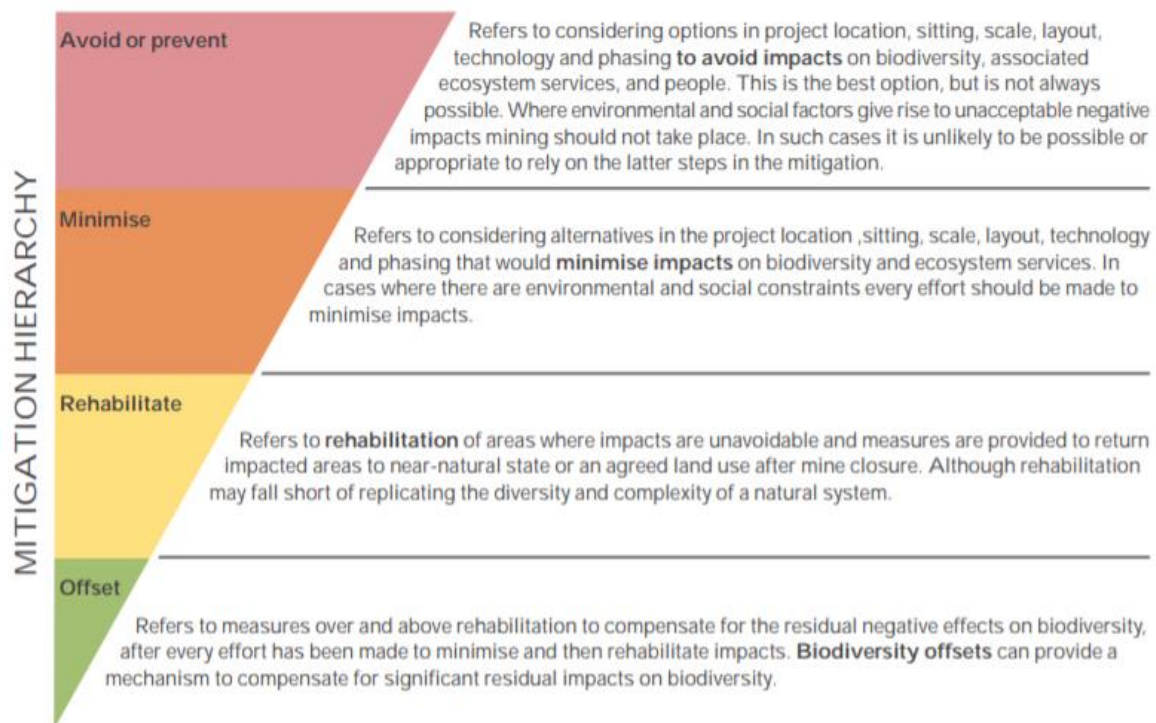 MITIGATION HIERARCHY
Avoid or prevent
Refers to considering options in project location, sitting, scale, layout,
technology and phasing to avoid impacts on biodiversity, associated
ecosystem services, and people. This is the best option, but is not always
possible. Where environmental and social factors give rise to unacceptable negative
impacts mining should not take place. In such cases it is unlikely to be possible or
appropriate to rely on the latter steps in the mitigation.
Minimise
Refers to considering alternatives in the project location ,sitting, scale, layout, technology
and phasing that would minimise impacts on biodiversity and ecosystem services. In
cases where there are environmental and social constraints every effort should be made to
minimise impacts.
Rehabilitate
Refers to rehabilitation of areas where impacts are unavoidable and measures are provided to return
impacted areas to near-natural state or an agreed land use after mine closure. Although rehabilitation
may fall short of replicating the diversity and complexity of a natural system.
Offset
Refers to measures over and above rehabilitation to compensate for the residual negative effects on biodiversity,
after every effort has been made to minimise and then rehabilitate impacts. Biodiversity offsets can provide a
mechanism to compensate for significant residual impacts on biodiversity.